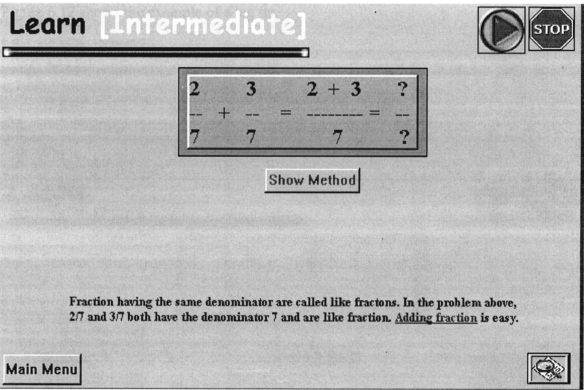 Learn [Intermediate]
STOP
2 3 2 + 3 ?
-- + -- = -------- = --
7 7 7 ?
Show Method
Fraction having the same denominator are called like fractons. In the problem above,
2/7 and 3/7 both have the denominator 7 and are like fraction. Adding fraction is easy.
Main Menu